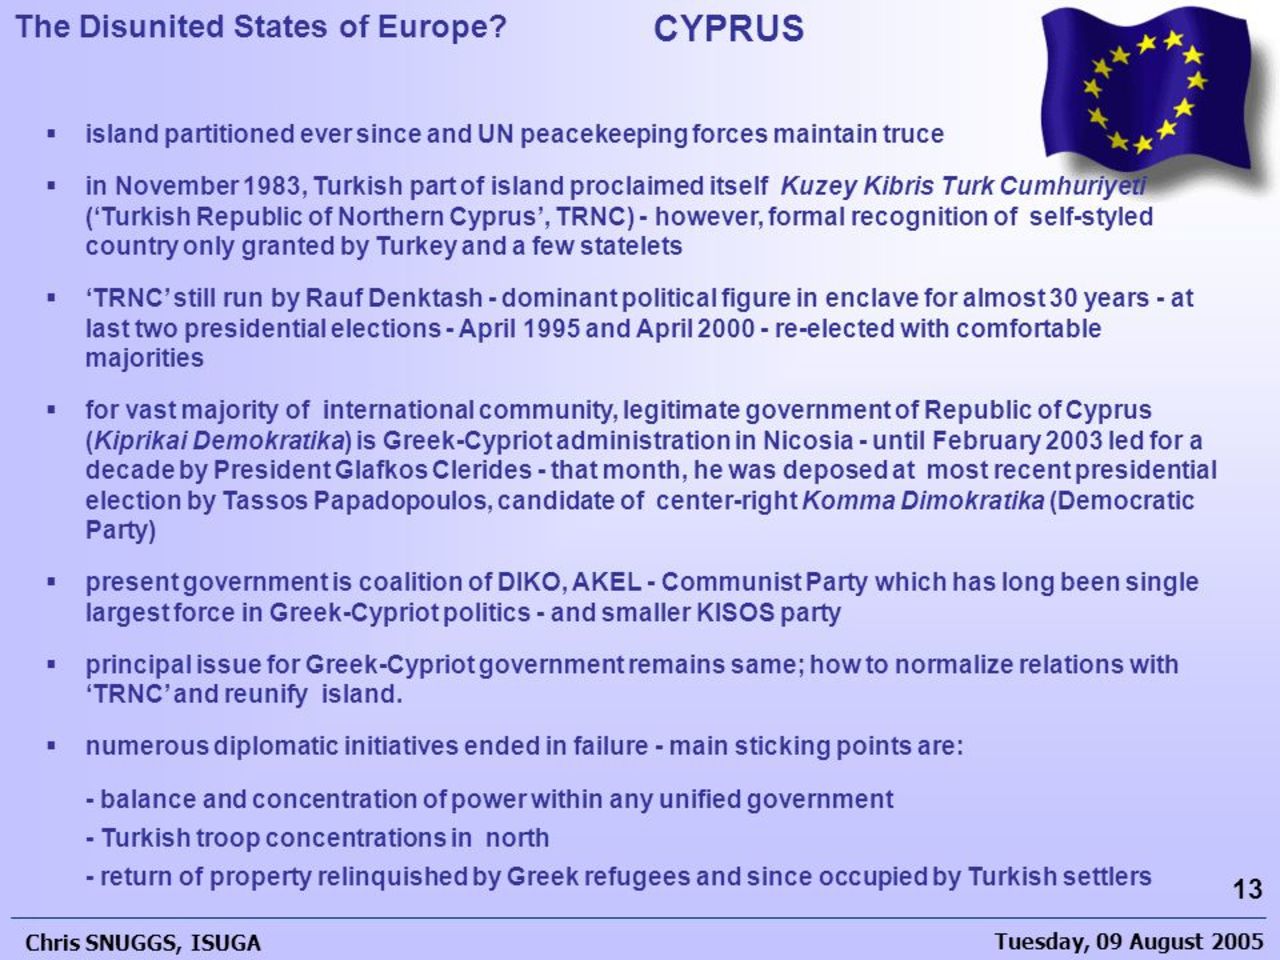 The Disunited States of Europe?
CYPRUS
▪ island partitioned ever since and UN peacekeeping forces maintain truce
▪ in November 1983, Turkish part of island proclaimed itself Kuzey Kibris Turk Cumhuriyeti
(‘Turkish Republic of Northern Cyprus’, TRNC) - however, formal recognition of self-styled
country only granted by Turkey and a few statelets
▪ ‘TRNC’ still run by Rauf Denktash - dominant political figure in enclave for almost 30 years - at
last two presidential elections - April 1995 and April 2000 - re-elected with comfortable
majorities
▪ for vast majority of international community, legitimate government of Republic of Cyprus
(Kiprikai Demokratika) is Greek-Cypriot administration in Nicosia - until February 2003 led for a
decade by President Glafkos Clerides - that month, he was deposed at most recent presidential
election by Tassos Papadopoulos, candidate of center-right Komma Dimokratika (Democratic
Party)
▪ present government is coalition of DIKO, AKEL - Communist Party which has long been single
largest force in Greek-Cypriot politics - and smaller KISOS party
▪ principal issue for Greek-Cypriot government remains same; how to normalize relations with
‘TRNC’ and reunify island.
▪ numerous diplomatic initiatives ended in failure - main sticking points are:
- balance and concentration of power within any unified government
- Turkish troop concentrations in north
- return of property relinquished by Greek refugees and since occupied by Turkish settlers
13
Chris SNUGGS, ISUGA
Tuesday, 09 August 2005